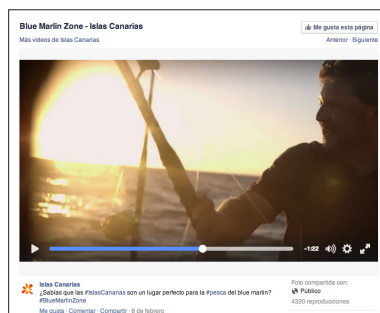 Blue Marlin Zone - Islas Canarias
Me gusta esta página
Más vídeos de Islas Canarias
Anterior · Siguiente
-1:22
Islas Canarias
¿Sabías que las #IslasCanarias son un lugar perfecto para la #pesca del blue marlin?
#BlueMarlinZone
Me gusta · Comentar · Compartir · 6 de febrero
Foto compartida con:
Público
4320 reproducciones